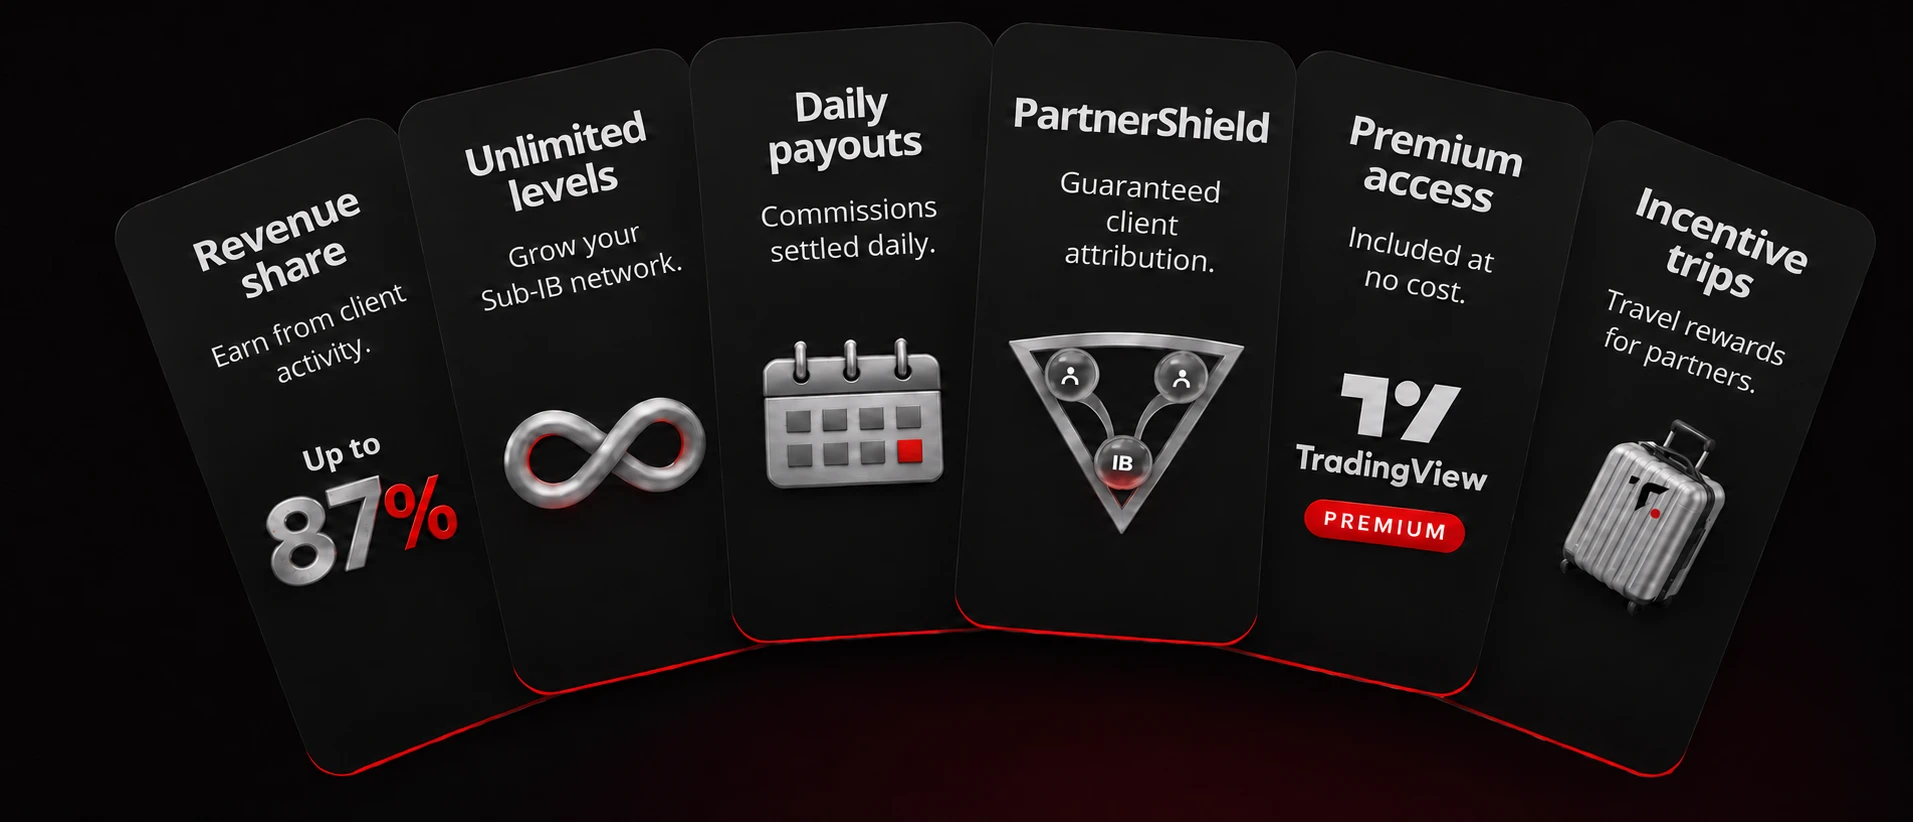 Revenue
share
Earn from client
activity.
Up to
87%
Unlimited
levels
Grow your
Sub-IB network.
Daily
payouts
Commissions
settled daily.
PartnerShield
Guaranteed
client
attribution.
IB
Premium
access
Included at
no cost.
TradingView
PREMIUM
Incentive
trips
Travel rewards
for partners.